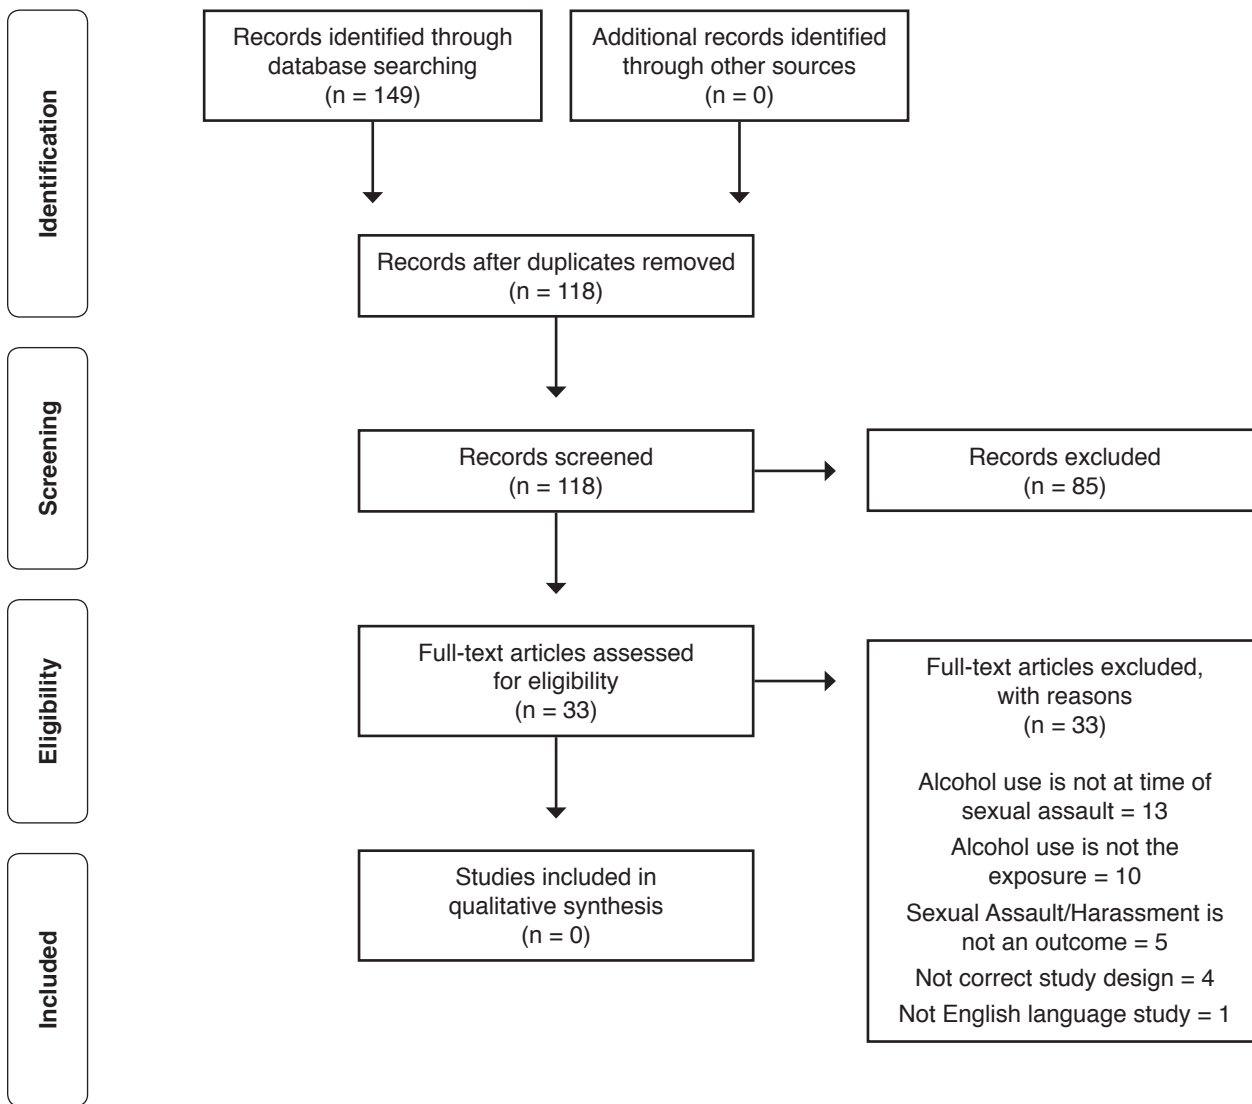 Identification
Records identified through
database searching
(n = 149)
Additional records identified
through other sources
(n = 0)
Records after duplicates removed
(n = 118)
Screening
Records screened
(n = 118)
Records excluded
(n = 85)
Eligibility
Full-text articles assessed
for eligibility
(n = 33)
Full-text articles excluded,
with reasons
(n = 33)
Alcohol use is not at time of
sexual assault = 13
Alcohol use is not the
exposure = 10
Sexual Assault/Harassment is
not an outcome = 5
Not correct study design = 4
Not English language study = 1
Included
Studies included in
qualitative synthesis
(n = 0)